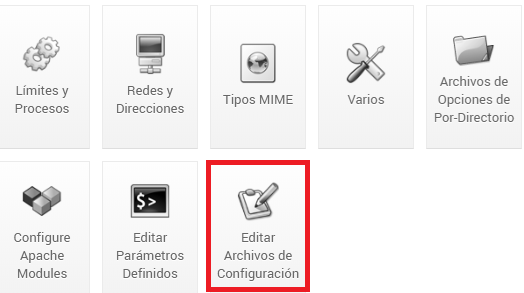 Límites y
Procesos
Redes y
Direcciones
Tipos MIME
Varios
Archivos de
Opciones de
Por-Directorio
Configure
Apache
Modules
$>
Editar
Parámetros
Definidos
Editar
Archivos de
Configuración